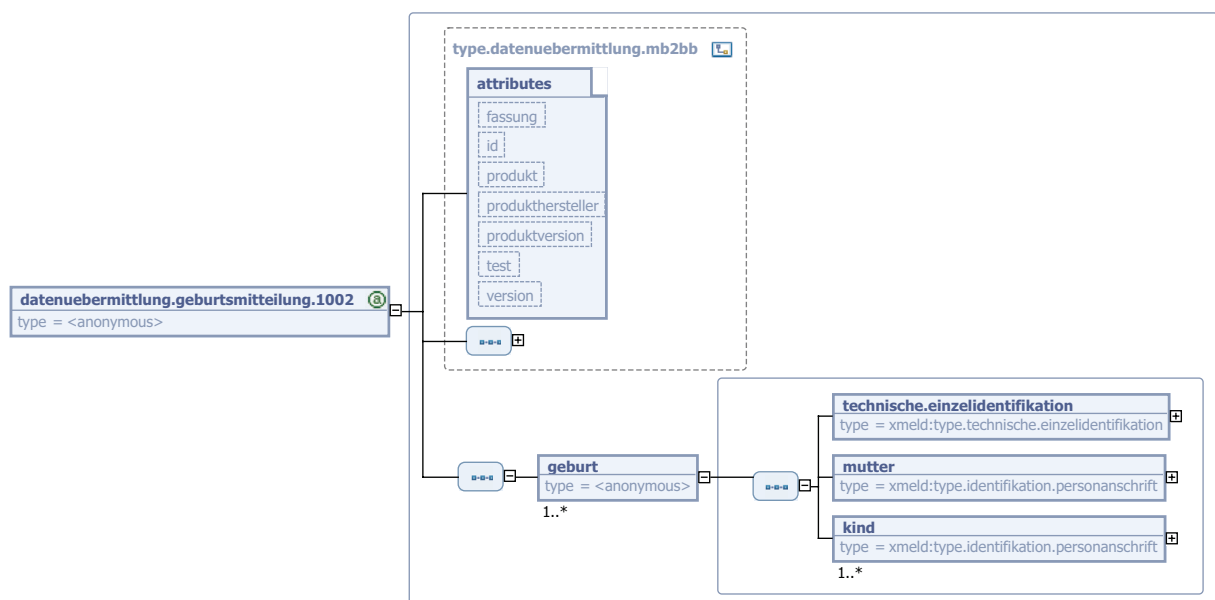 type.datenuebermittlung.mb2bb
attributes
fassung
id
produkt
produkthersteller
produktversion
test
version
datenuebermittlung.geburtsmitteilung.1002 @
type = <anonymous>
geburt
type = <anonymous>
1..*
technische.einzelidentifikation
type = xmeld:type.technische.einzelidentifikation
mutter
type = xmeld:type.identifikation.personanschrift
kind
type = xmeld:type.identifikation.personanschrift
1..*